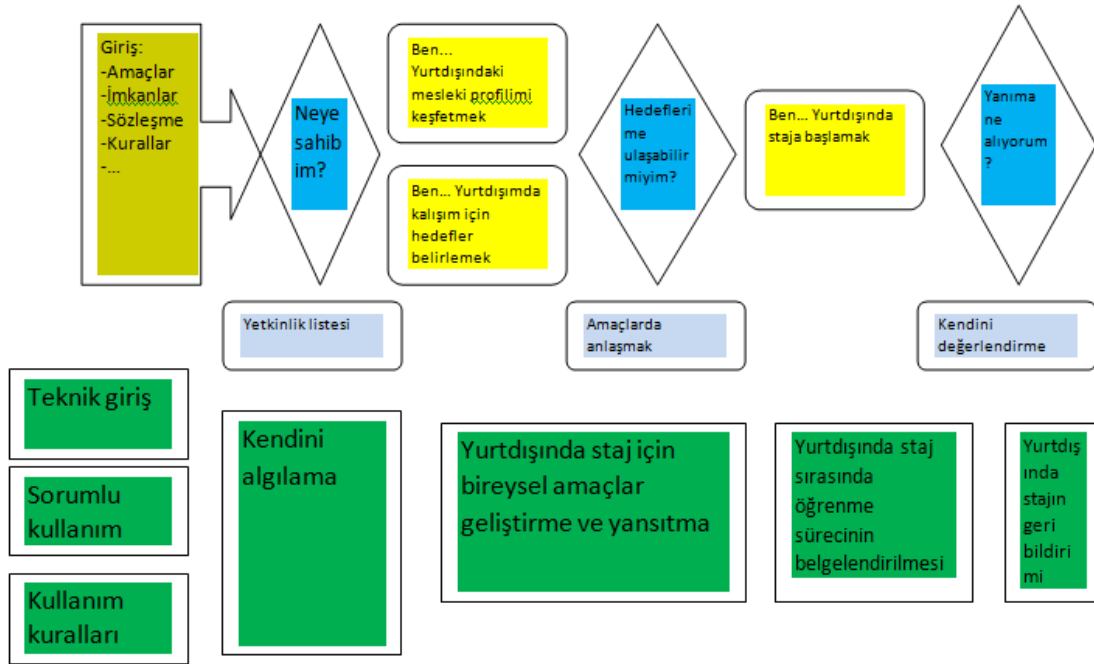 Giriş:
-Amaçlar
-İmkanlar
-Sözleşme
-Kurallar
-...
Neye
sahib
im?
Ben...
Yurtdışındaki
mesleki profilimi
keşfetmek
Ben... Yurtdışımda
kalışım için
hedefler
belirlemek
Hedefleri
me
ulaşabilir
miyim?
Ben... Yurtdışında
staja başlamak
Yanıma
ne
alıyorum
?
Yetkinlik listesi
Amaçlarda
anlaşmak
Kendini
değerlendirme
Teknik giriş
Sorumlu
kullanım
Kullanım
kuralları
Kendini
algılama
Yurtdışında staj için
bireysel amaçlar
geliştirme ve yansıtma
Yurtdışında staj
sırasında
öğrenme
sürecinin
belgelendirilmesi
Yurtdış
ında
stajın
geri
bildiri
mi